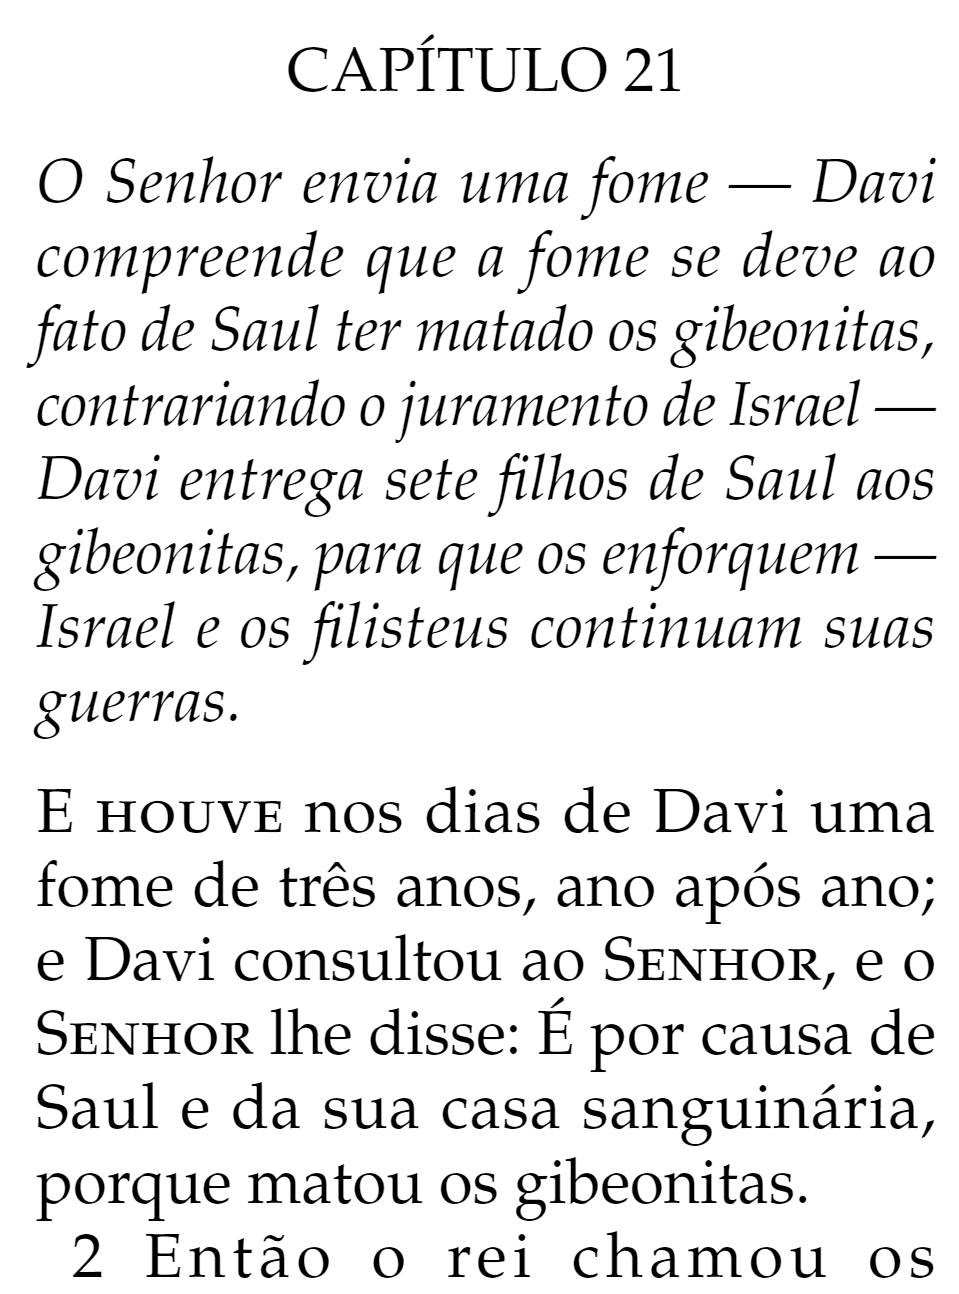 CAPÍTULO 21
O Senhor envia uma fome — Davi
compreende que a fome se deve ao
fato de Saul ter matado os gibeonitas,
contrariando o juramento de Israel —
Davi entrega sete filhos de Saul aos
gibeonitas, para que os enforquem —
Israel e os filisteus continuam suas
guerras.
E HOUVE nos dias de Davi uma
fome de três anos, ano após ano;
e Davi consultou ao SENHOR, e o
SENHOR lhe disse: É por causa de
Saul e da sua casa sanguinária,
porque matou os gibeonitas.
2 Então o rei chamou os